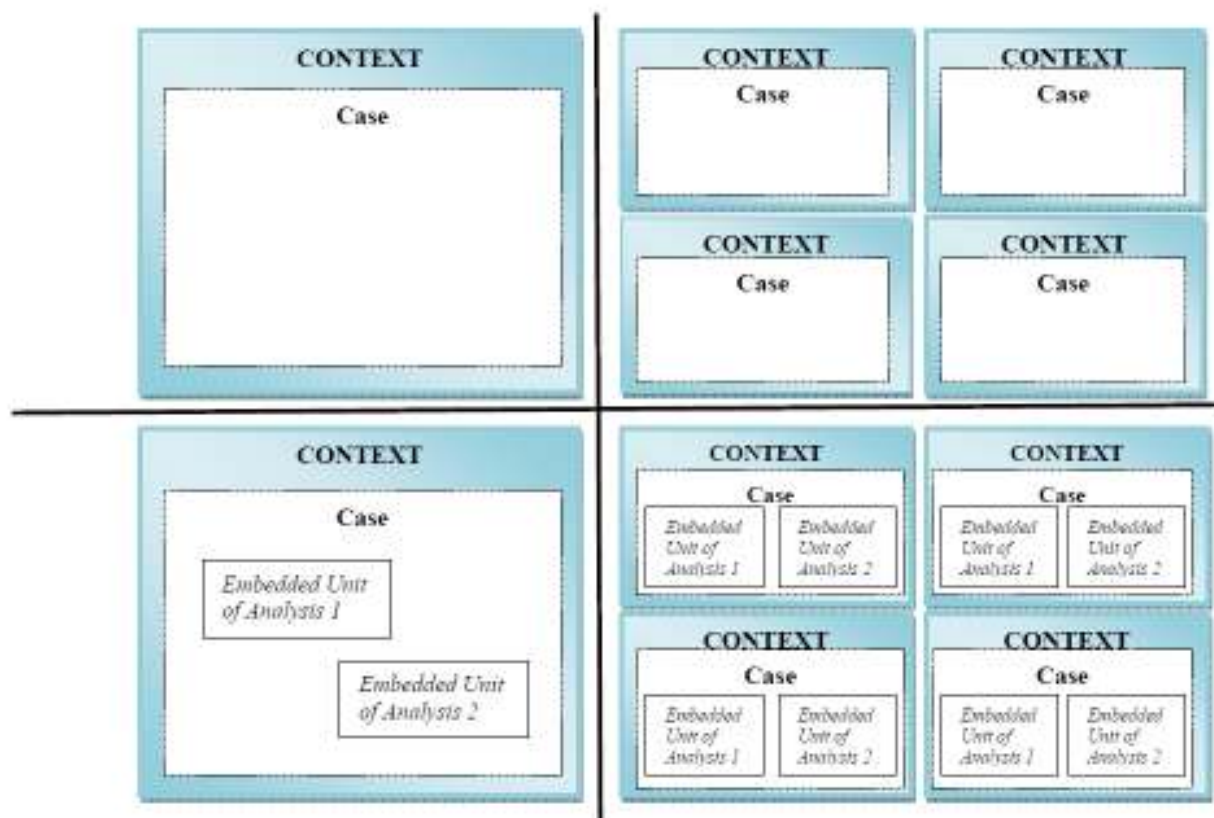 CONTEXT
Case
CONTEXT
Case
CONTEXT
Case
CONTEXT
Case
CONTEXT
Case
CONTEXT
Case
Embedded Unit
of Analysis 1
Embedded Unit
of Analysis 2
CONTEXT
Case
Embedded
Unit of
Analysis 1
Embedded
Unit of
Analysis 2
CONTEXT
Case
Embedded
Unit of
Analysis 1
Embedded
Unit of
Analysis 2
CONTEXT
Case
Embedded
Unit of
Analysis 1
Embedded
Unit of
Analysis 2
CONTEXT
Case
Embedded
Unit of
Analysis 1
Embedded
Unit of
Analysis 2